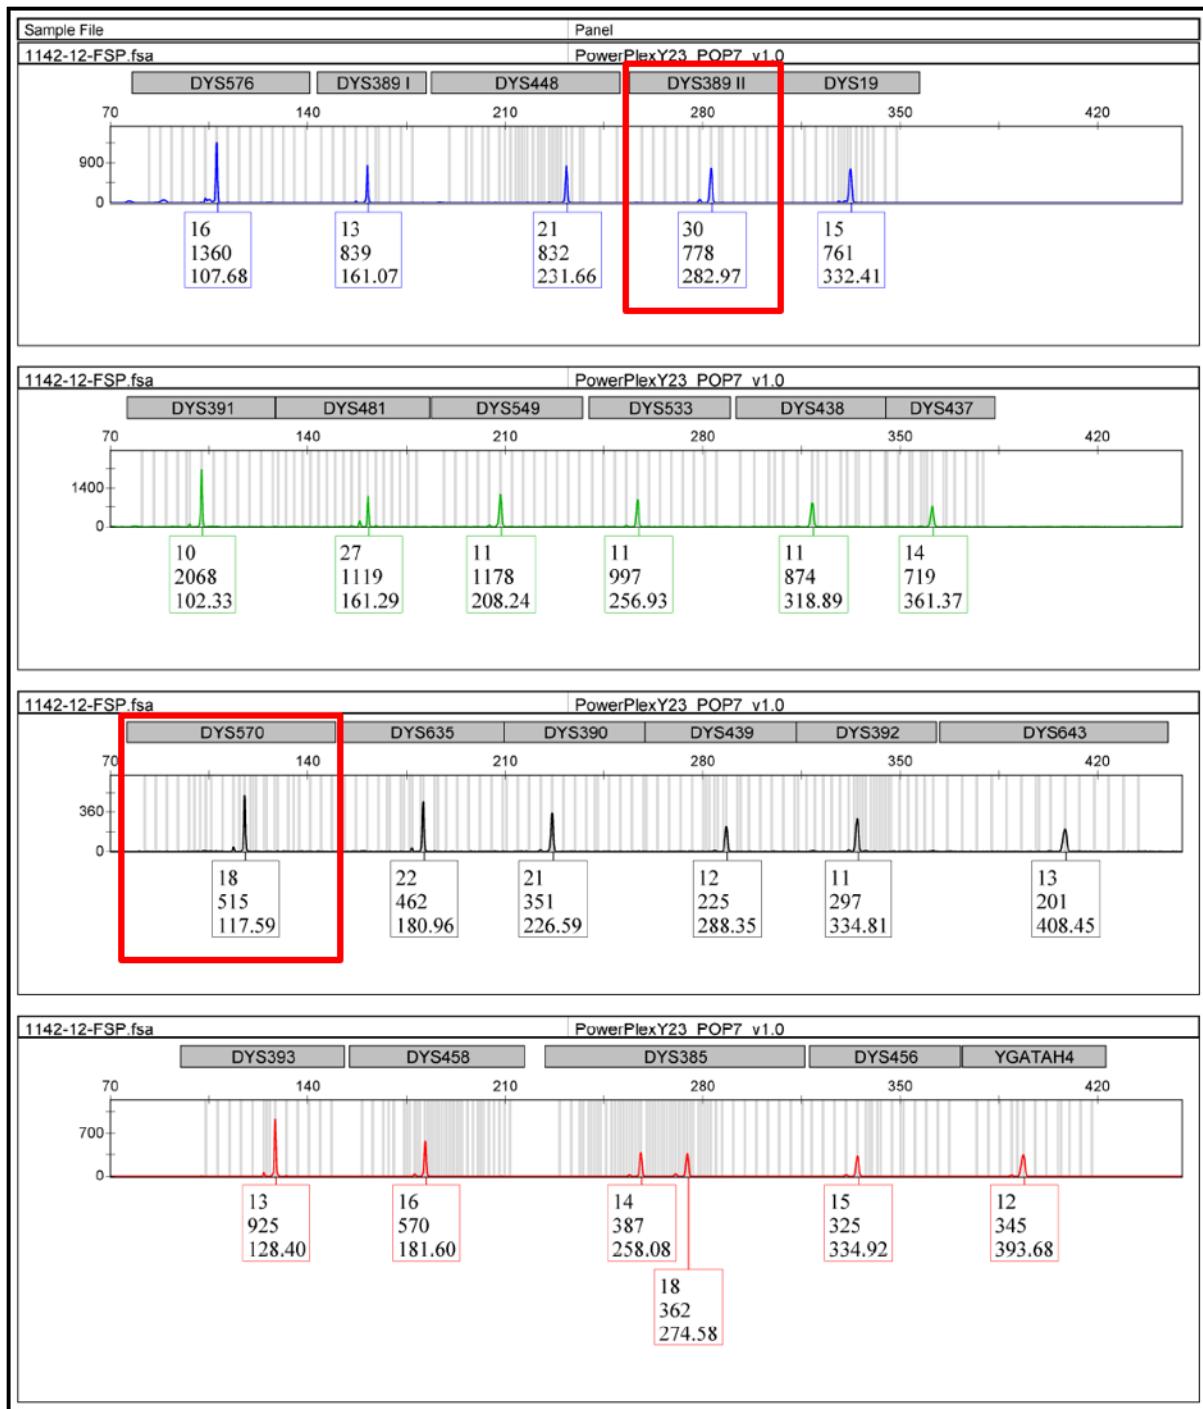 Sample File Panel
1142-12-FSP.fsa PowerPlexY23_POP7_v1.0
DYS576 DYS389 I DYS448 DYS389 II DYS19
70 140 210 280 350 420
900
0
16 13 21 30 15
1360 839 832 778 761
107.68 161.07 231.66 282.97 332.41
1142-12-FSP.fsa PowerPlexY23_POP7_v1.0
DYS391 DYS481 DYS549 DYS533 DYS438 DYS437
70 140 210 280 350 420
1400
0
10 27 11 11 11 14
2068 1119 1178 997 874 719
102.33 161.29 208.24 256.93 318.89 361.37
1142-12-FSP.fsa PowerPlexY23_POP7_v1.0
DYS570 DYS635 DYS390 DYS439 DYS392 DYS643
70 140 210 280 350 420
360
0
18 22 21 12 11 13
515 462 351 225 297 201
117.59 180.96 226.59 288.35 334.81 408.45
1142-12-FSP.fsa PowerPlexY23_POP7_v1.0
DYS393 DYS458 DYS385 DYS456 YGATAH4
70 140 210 280 350 420
700
0
13 16 14 15 12
925 570 387 325 345
128.40 181.60 258.08 334.92 393.68
18
362
274.58